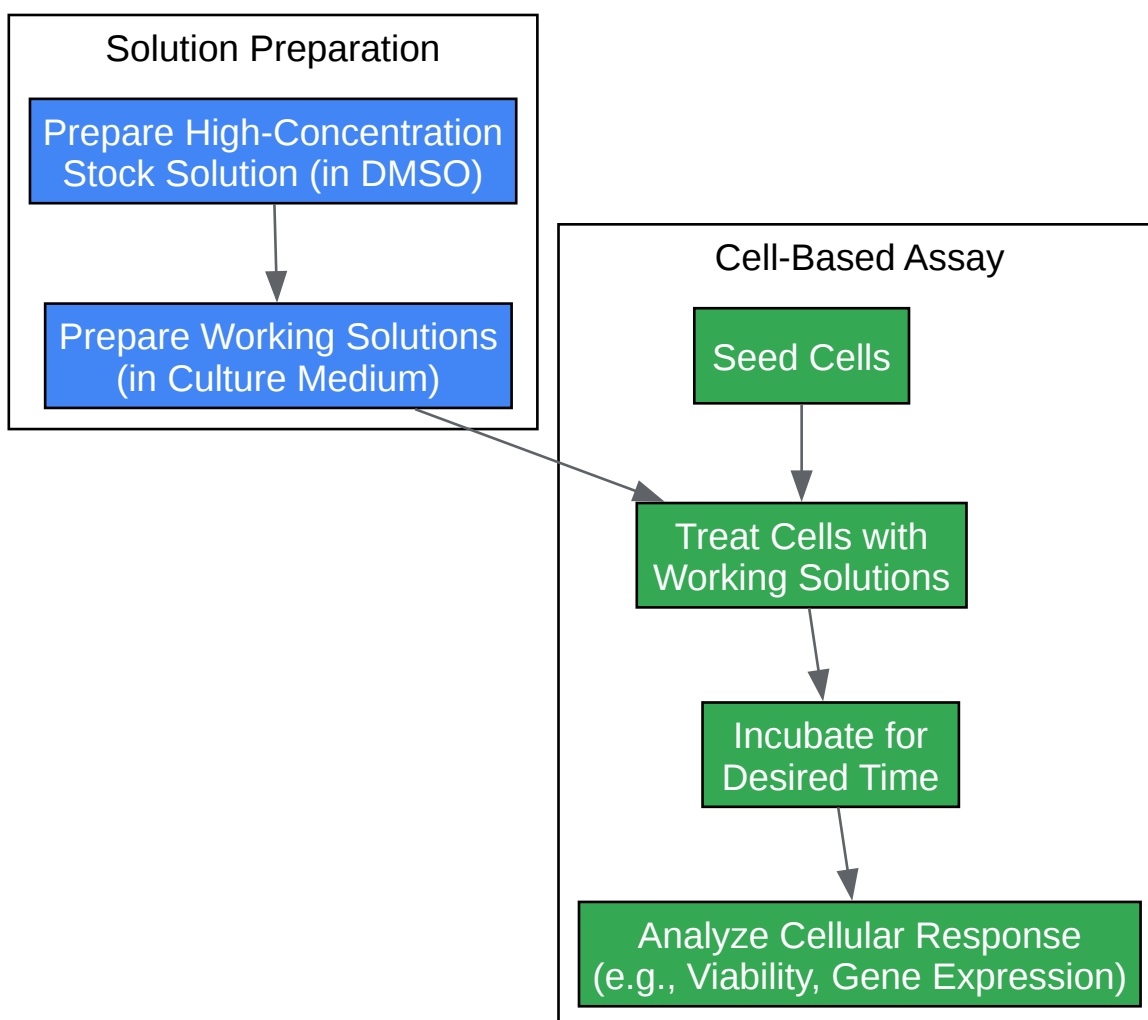 Solution Preparation
Prepare High-Concentration
Stock Solution (in DMSO)
Prepare Working Solutions
(in Culture Medium)
Cell-Based Assay
Seed Cells
Treat Cells with
Working Solutions
Incubate for
Desired Time
Analyze Cellular Response
(e.g., Viability, Gene Expression)